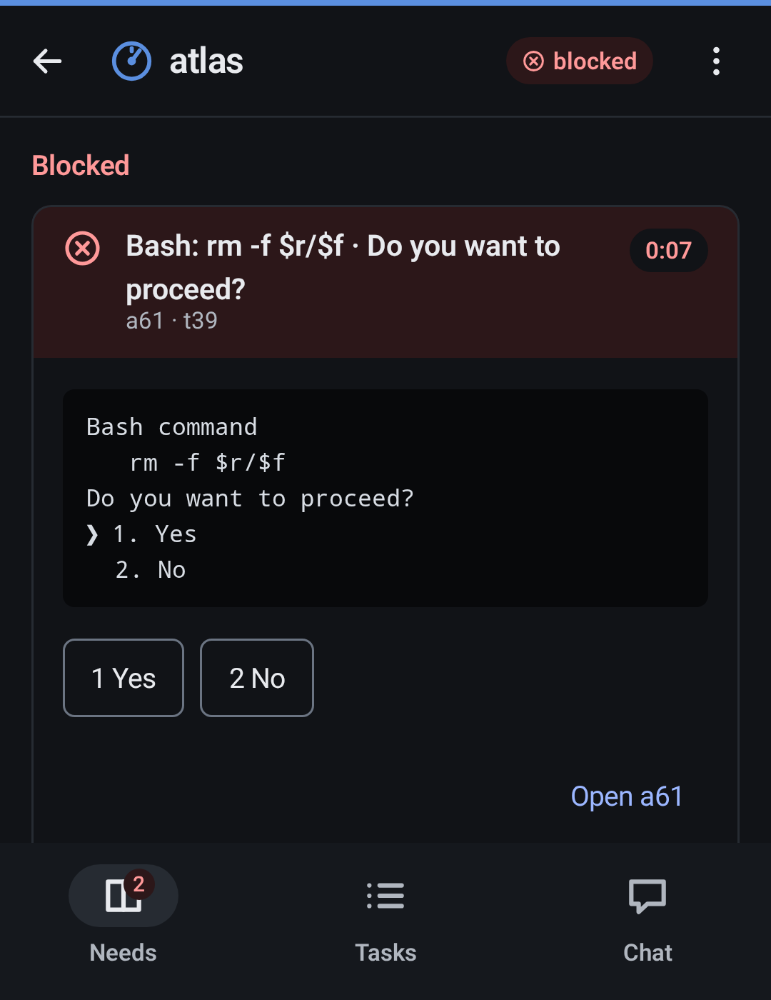 atlas
blocked
Blocked
Bash: rm -f $r/$f · Do you want to
proceed?
0:07
a61 · t39
Bash command
rm -f $r/$f
Do you want to proceed?
❯ 1. Yes
2. No
1 Yes
2 No
Open a61
2
Needs
Tasks
Chat